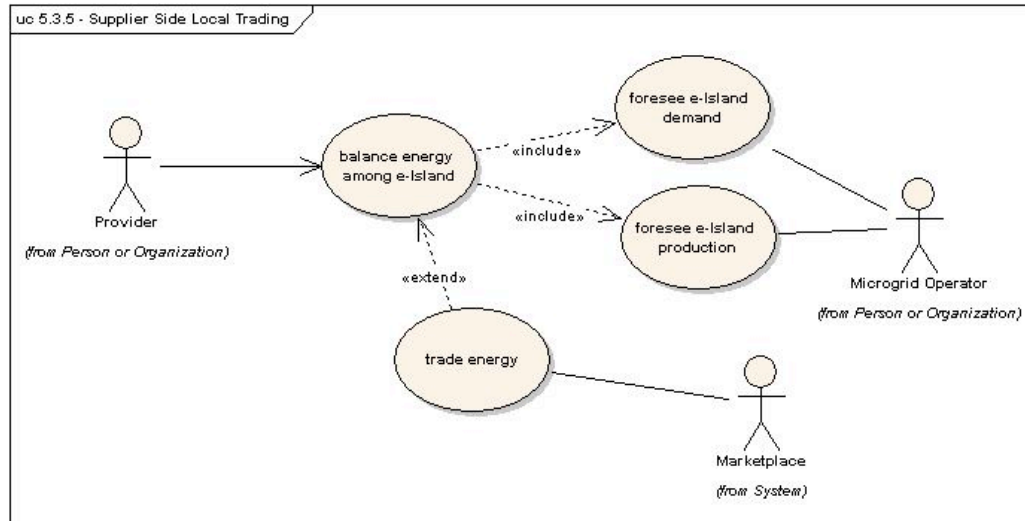 uc 5.3.5 - Supplier Side Local Trading
foresee e-Island
demand
«include»
balance energy
among e-Island
Provider
(from Person or Organization)
«include»
foresee e-Island
production
Microgrid Operator
(from Person or Organization)
«extend»
trade energy
Marketplace
(from System)